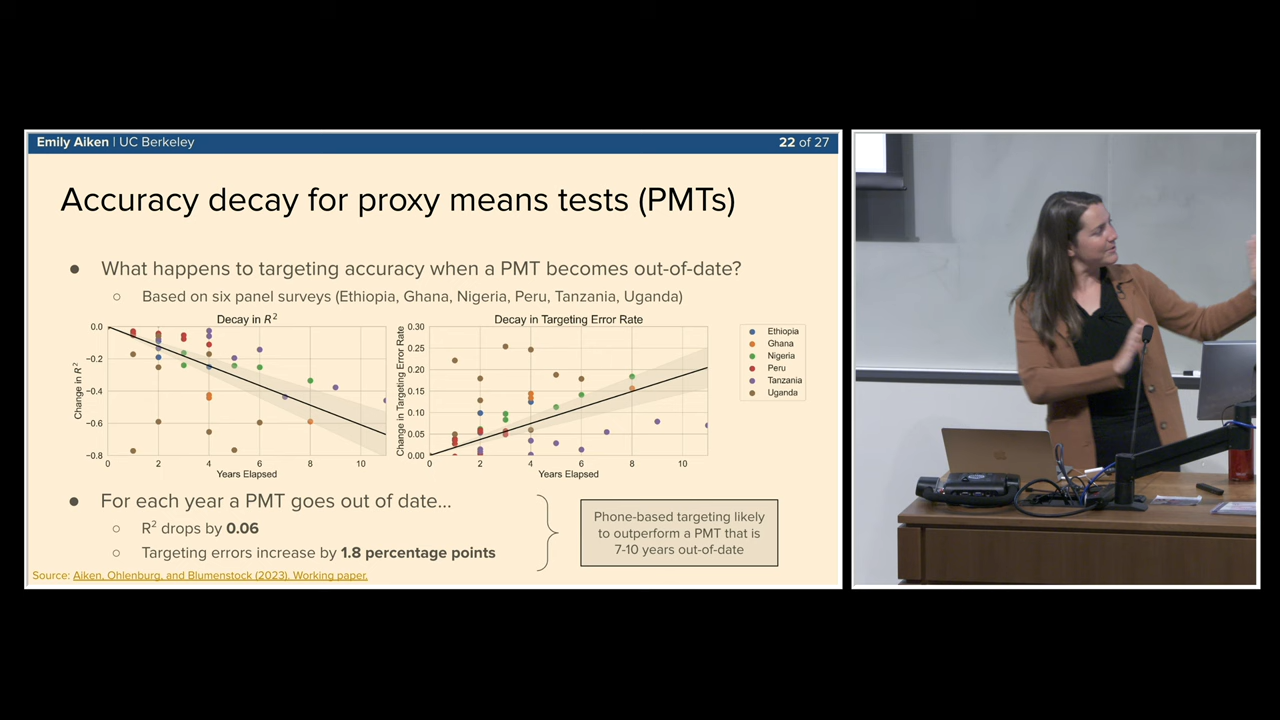 Emily Aiken | UC Berkeley
22 of 27
Accuracy decay for proxy means tests (PMTs)
● What happens to targeting accuracy when a PMT becomes out-of-date?
○ Based on six panel surveys (Ethiopia, Ghana, Nigeria, Peru, Tanzania, Uganda)
Decay in R²
0.0
−0.2
−0.4
−0.6
−0.8
Change in R²
0 2 4 6 8 10
Years Elapsed
Decay in Targeting Error Rate
0.30
0.25
0.20
0.15
0.10
0.05
0.00
Change in Targeting Error Rate
0 2 4 6 8 10
Years Elapsed
Ethiopia
Ghana
Nigeria
Peru
Tanzania
Uganda
● For each year a PMT goes out of date...
○ R² drops by 0.06
○ Targeting errors increase by 1.8 percentage points
Phone-based targeting likely
to outperform a PMT that is
7-10 years out-of-date
Source: Aiken, Ohlenburg, and Blumenstock (2023). Working paper.